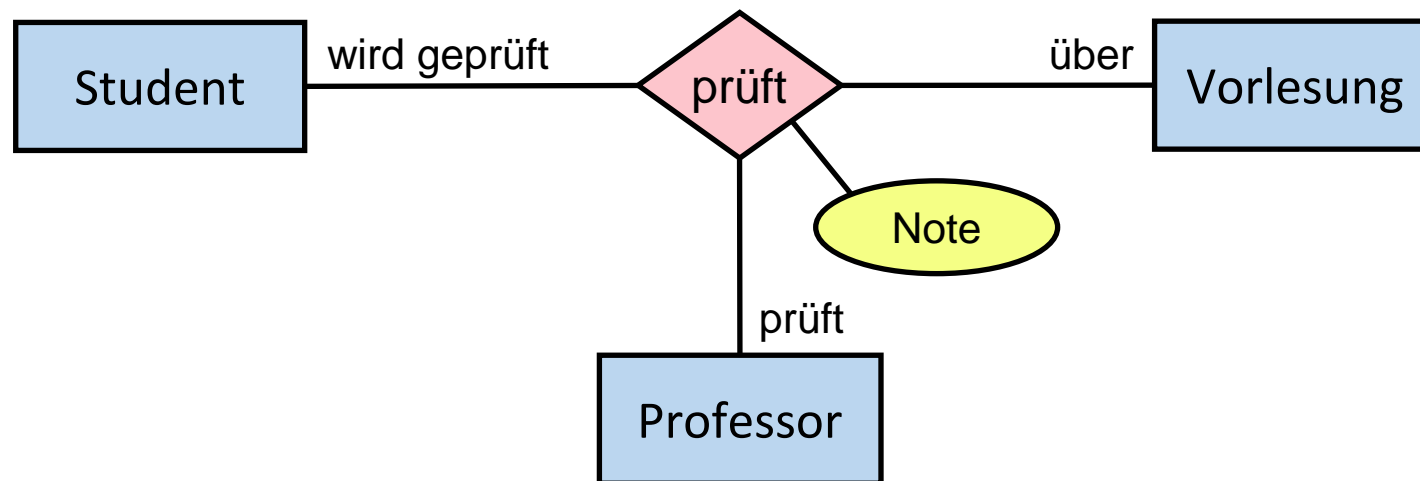 Student
wird geprüft
prüft
über
Vorlesung
Note
prüft
Professor